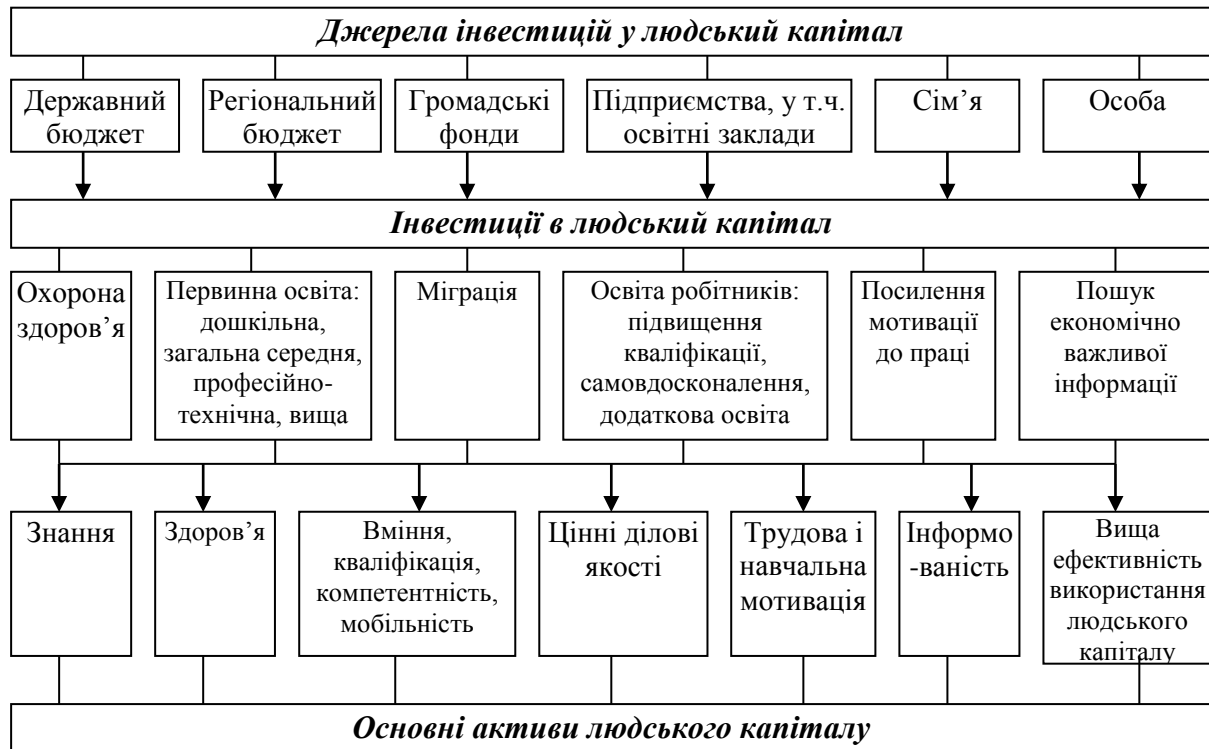 Джерела інвестицій у людський капітал
Державний
бюджет
Регіональний
бюджет
Громадські
фонди
Підприємства, у т.ч.
освітні заклади
Сім’я
Особа
Інвестиції в людський капітал
Охорона
здоров’я
Первинна освіта:
дошкільна,
загальна середня,
професійно-
технічна, вища
Міграція
Освіта робітників:
підвищення
кваліфікації,
самовдосконалення,
додаткова освіта
Посилення
мотивації
до праці
Пошук
економічно
важливої
інформації
Знання
Здоров’я
Вміння,
кваліфікація,
компетентність,
мобільність
Цінні ділові
якості
Трудова і
навчальна
мотивація
Інформо
-ваність
Вища
ефективність
використання
людського
капіталу
Основні активи людського капіталу